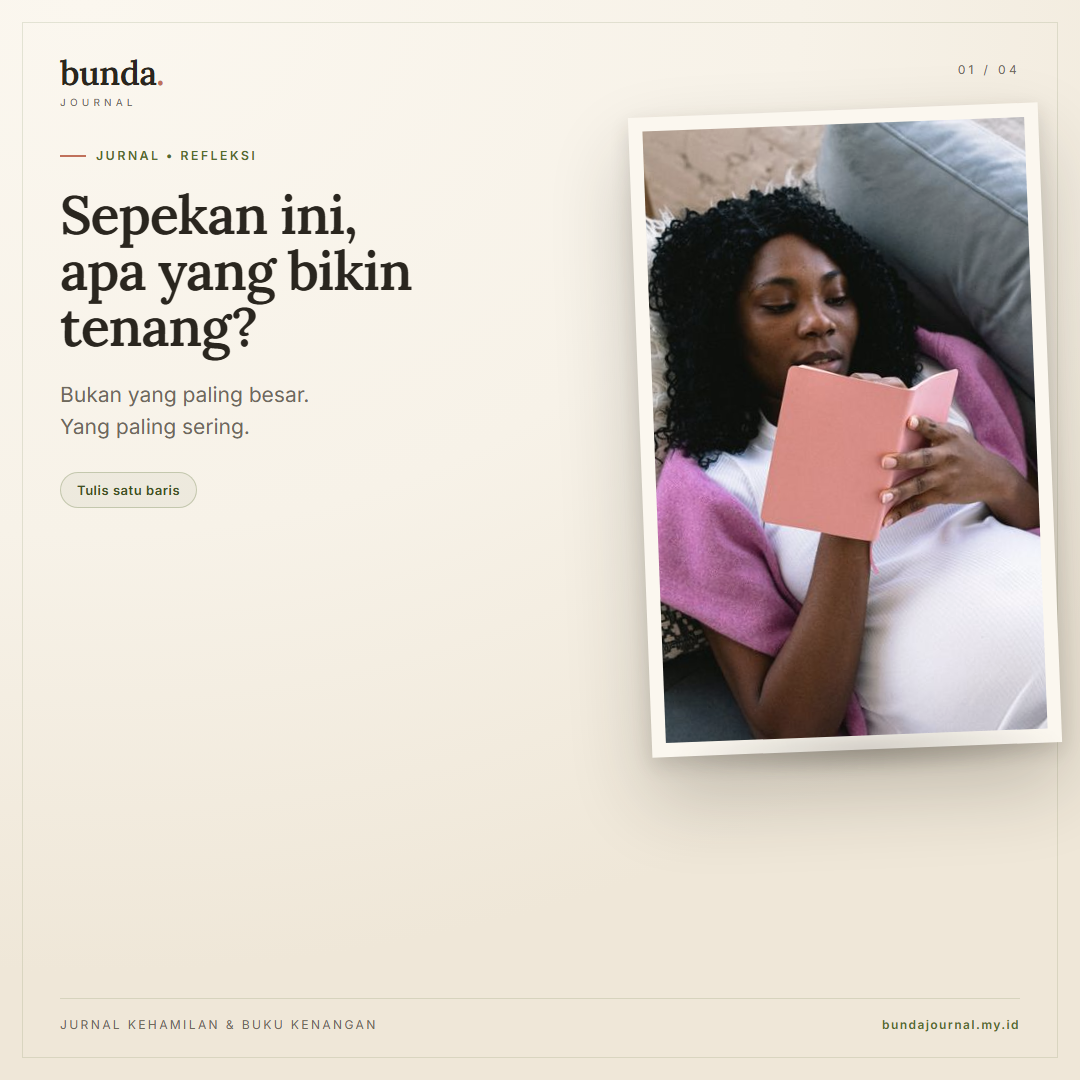 bunda.
JOURNAL
01 / 04
JURNAL • REFLEKSI
Sepekan ini,
apa yang bikin
tenang?
Bukan yang paling besar.
Yang paling sering.
Tulis satu baris
JURNAL KEHAMILAN & BUKU KENANGAN
bundajournal.my.id